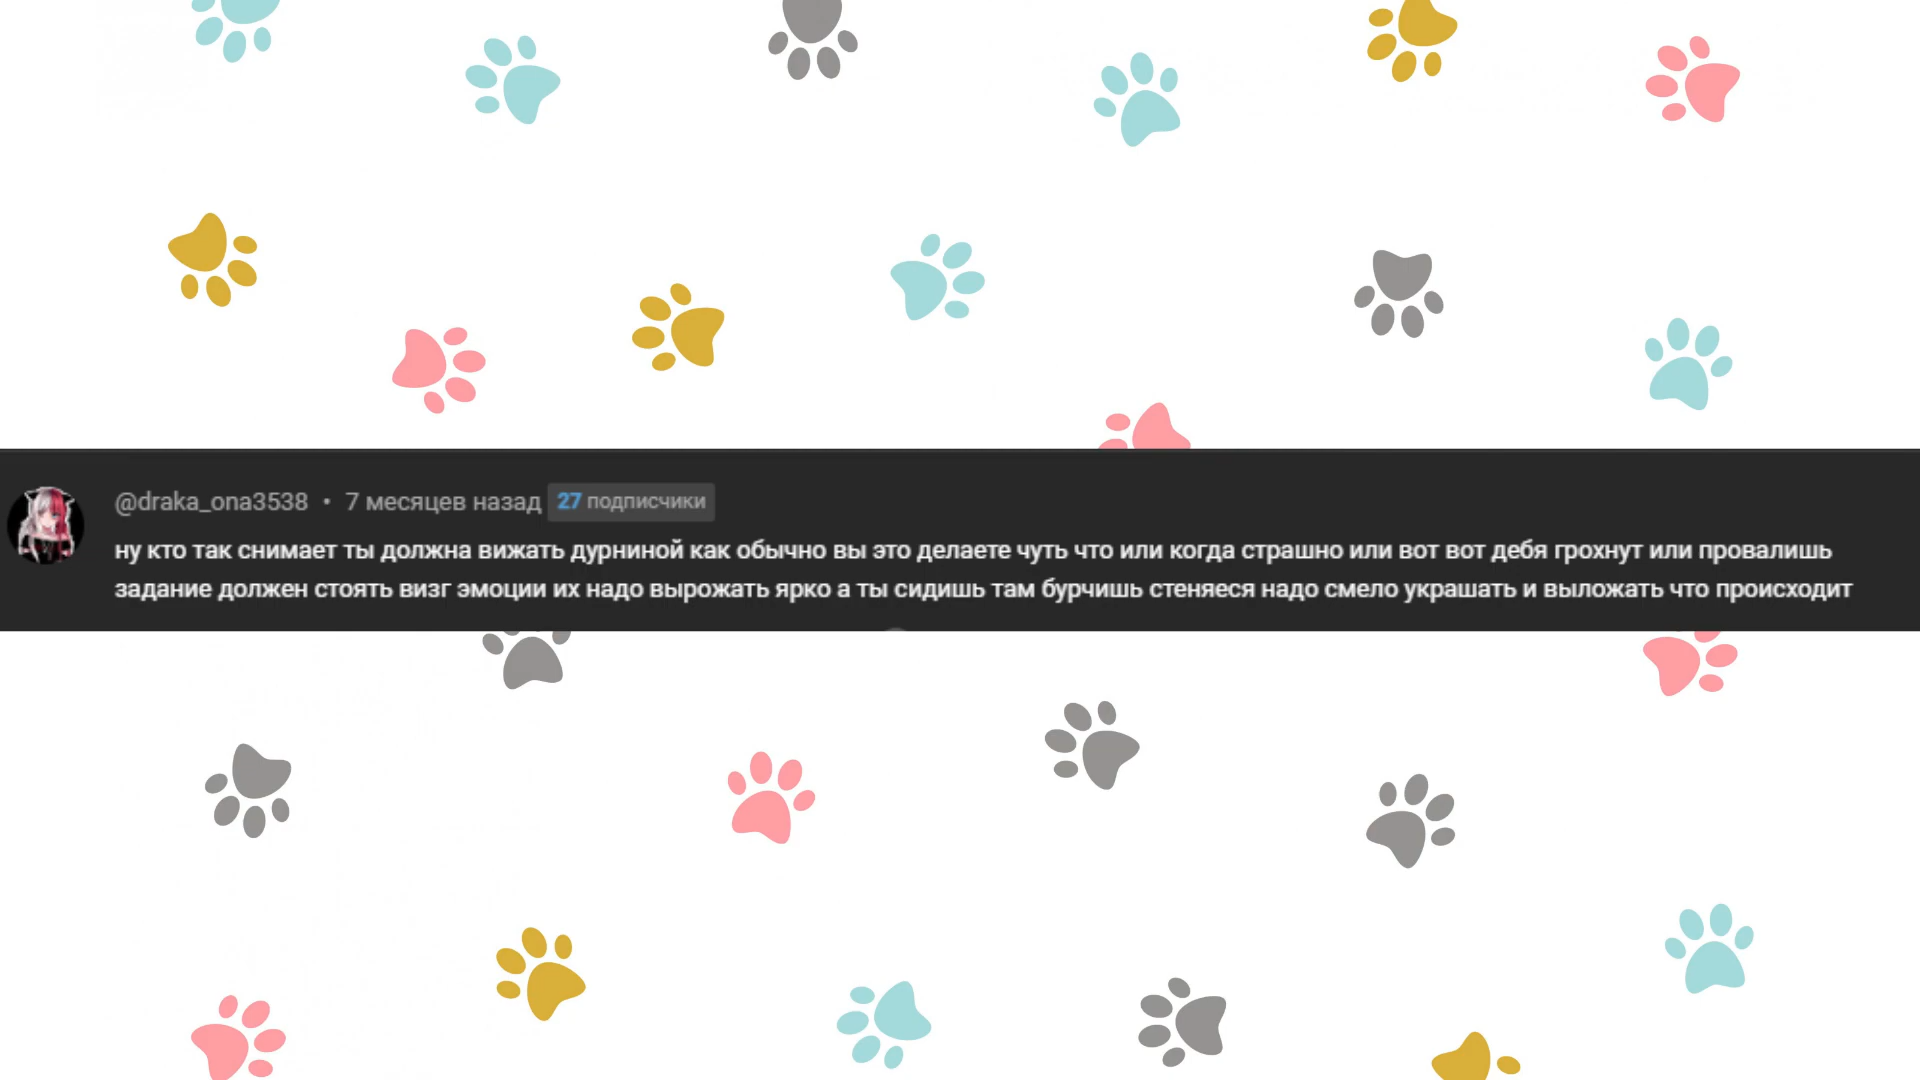 @draka_ona3538 • 7 месяцев назад 27 подписчики
ну кто так снимает ты должна вижать дурниной как обычно вы это делаете чуть что или когда страшно или вот вот дебя грохнут или провалишь
задание должен стоять визг эмоции их надо вырожать ярко а ты сидишь там бурчишь стеняеся надо смело украшать и выложать что происходит